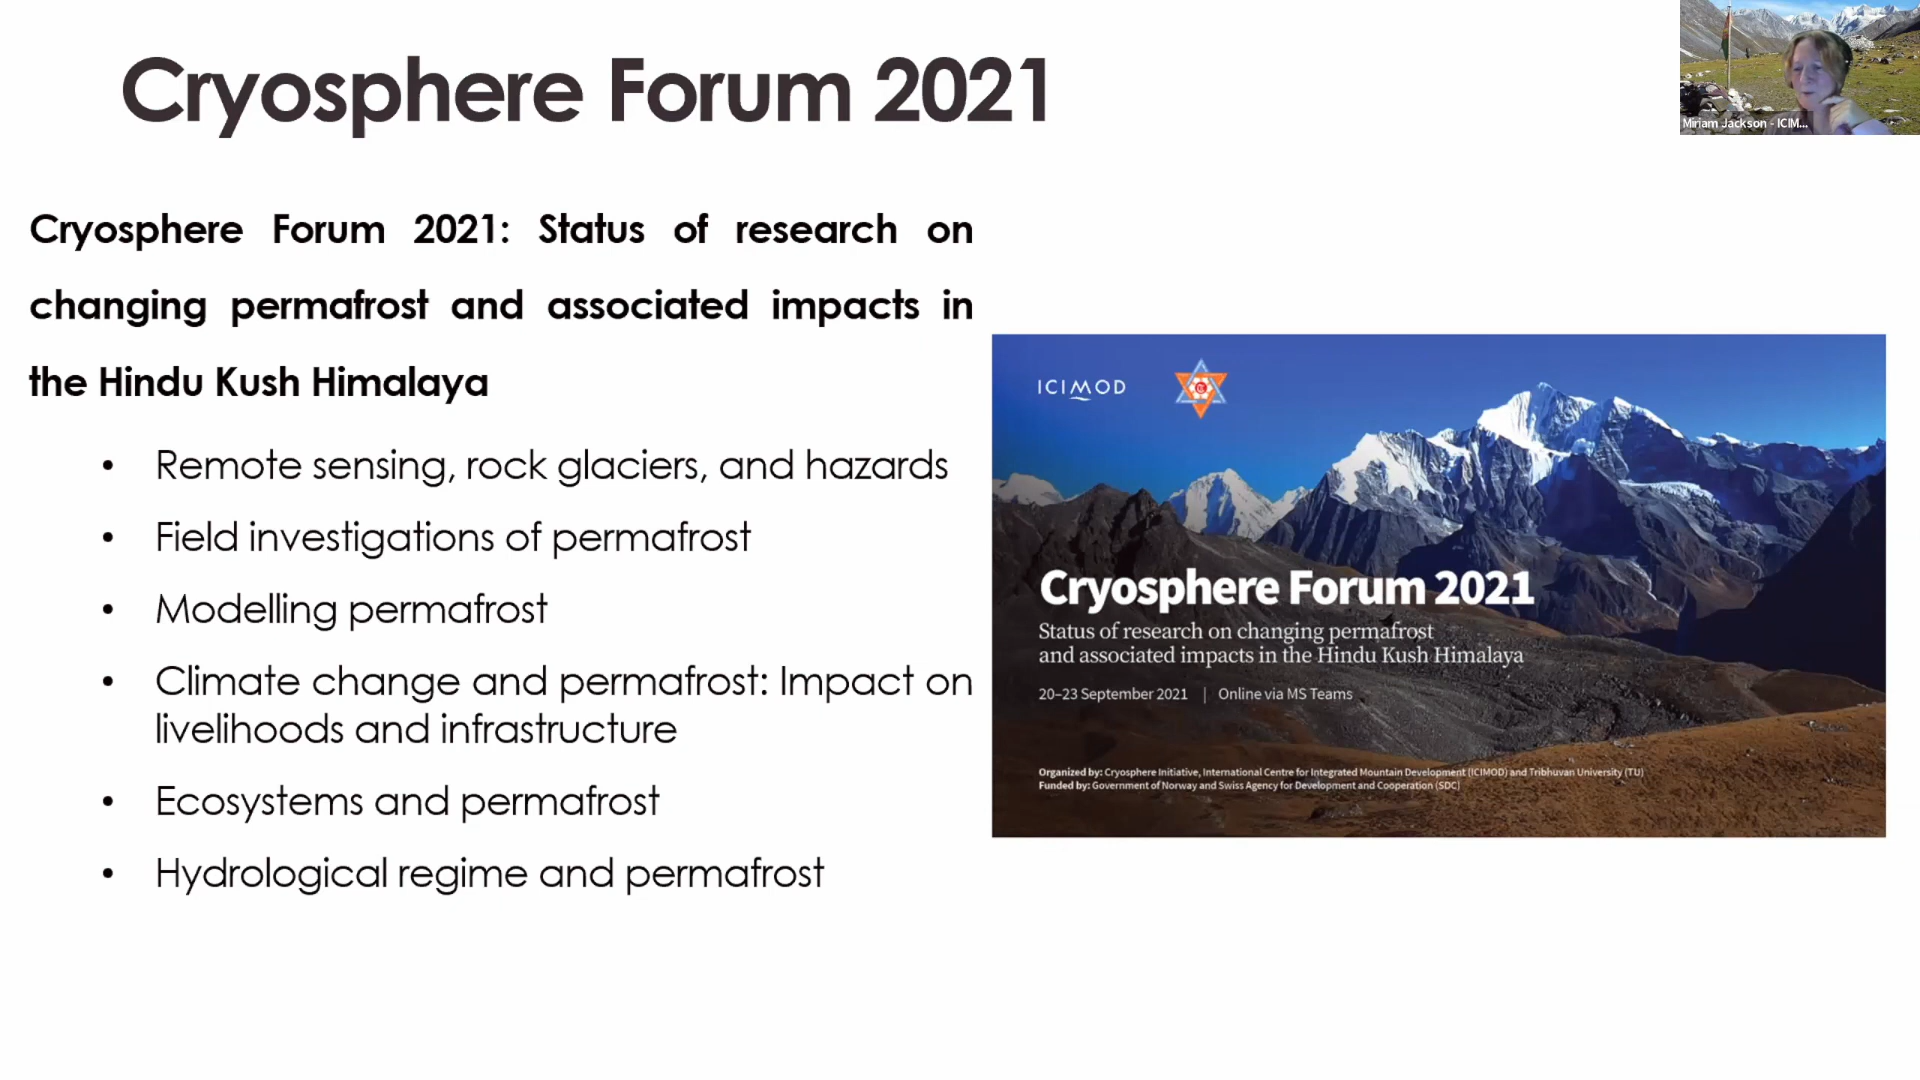 Cryosphere Forum 2021
Miriam Jackson - ICIM...
Cryosphere Forum 2021: Status of research on
changing permafrost and associated impacts in
the Hindu Kush Himalaya
• Remote sensing, rock glaciers, and hazards
• Field investigations of permafrost
• Modelling permafrost
• Climate change and permafrost: Impact on
livelihoods and infrastructure
• Ecosystems and permafrost
• Hydrological regime and permafrost
ICIMOD
Cryosphere Forum 2021
Status of research on changing permafrost
and associated impacts in the Hindu Kush Himalaya
20–23 September 2021 | Online via MS Teams
Organized by: Cryosphere Initiative, International Centre for Integrated Mountain Development (ICIMOD) and Tribhuvan University (TU)
Funded by: Government of Norway and Swiss Agency for Development and Cooperation (SDC)